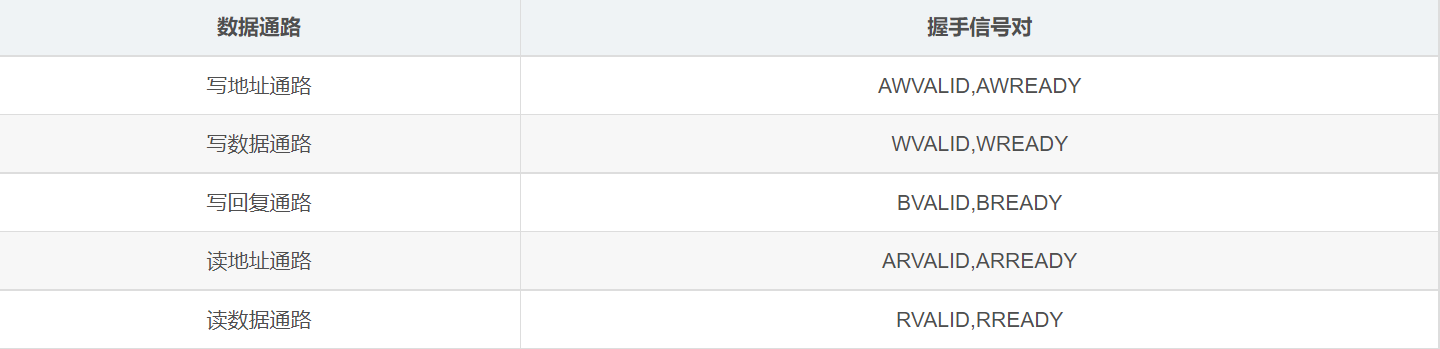 数据通路 握手信号对
写地址通路 AWVALID,AWREADY
写数据通路 WVALID,WREADY
写回复通路 BVALID,BREADY
读地址通路 ARVALID,ARREADY
读数据通路 RVALID,RREADY